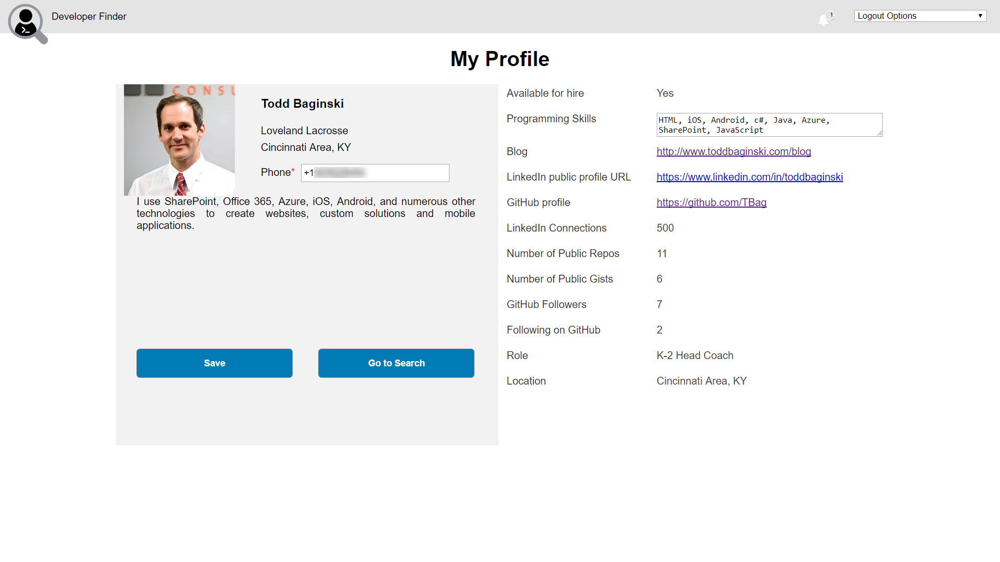 Developer Finder
1
Logout Options
My Profile
CONSU
Todd Baginski
Loveland Lacrosse
Cincinnati Area, KY
Phone* +1
I use SharePoint, Office 365, Azure, iOS, Android, and numerous other
technologies to create websites, custom solutions and mobile
applications.
Save Go to Search
Available for hire Yes
Programming Skills HTML, iOS, Android, c#, Java, Azure,
SharePoint, JavaScript
Blog http://www.toddbaginski.com/blog
LinkedIn public profile URL https://www.linkedin.com/in/toddbaginski
GitHub profile https://github.com/TBag
LinkedIn Connections 500
Number of Public Repos 11
Number of Public Gists 6
GitHub Followers 7
Following on GitHub 2
Role K-2 Head Coach
Location Cincinnati Area, KY